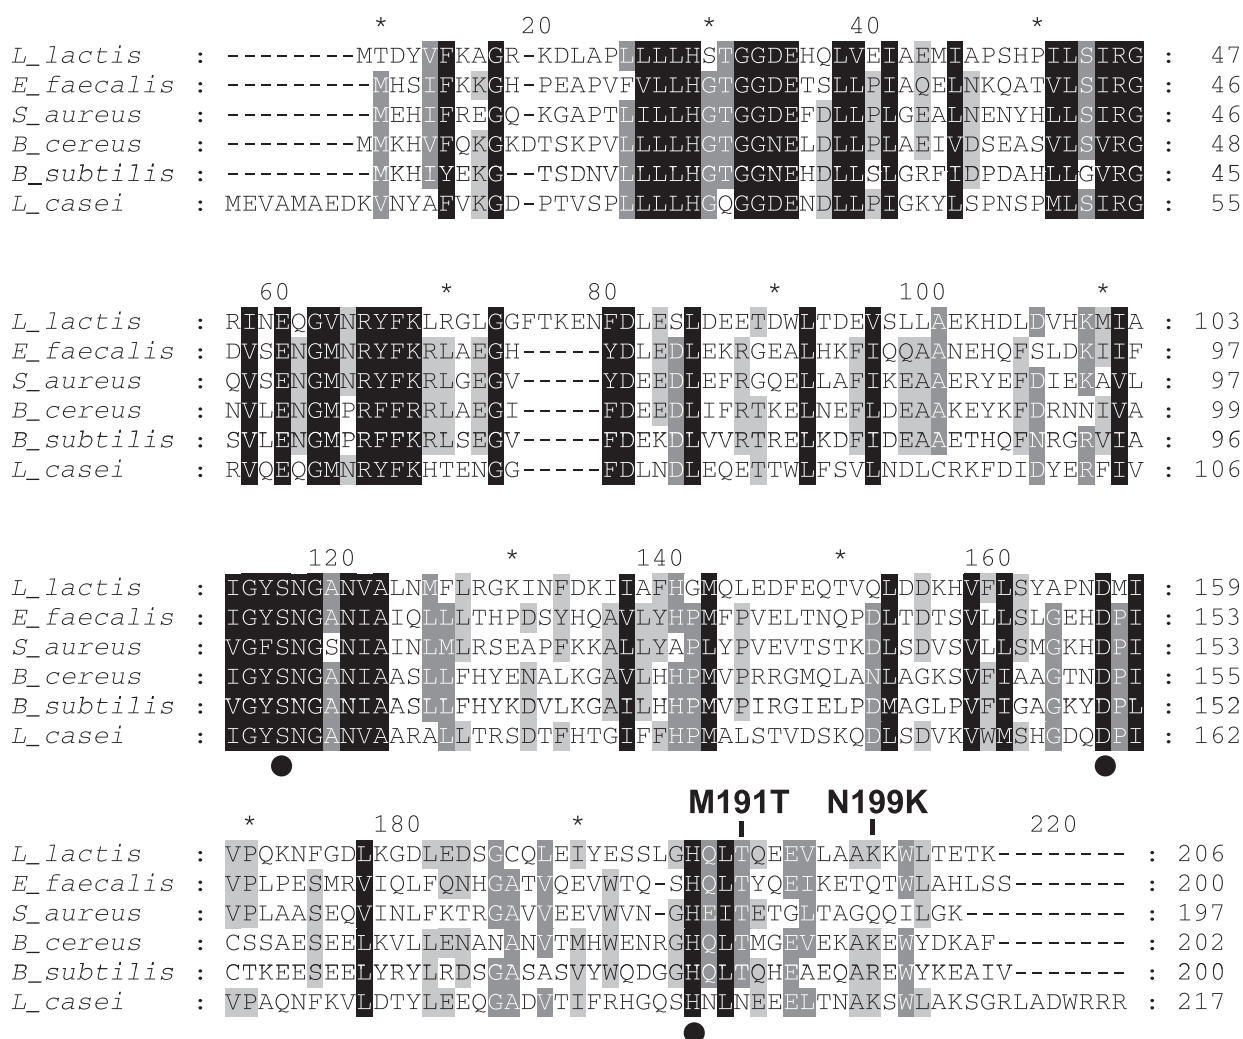 * 20 * 40 *
L_lactis : --------MTDYVFKAGR-KDLAPLLLLHSTGGDEHQLVEIAEMIAPSHPILSIRG : 47
E_faecalis : ---------MHSIFKKGH-PEAPVFVLLHGTGGDETSLLPIAQELNKQATVLSIRG : 46
S_aureus : ---------MEHIFREGQ-KGAPTLILLHGTGGDEFDLLPLGEALNENYHLLSIRG : 46
B_cereus : --------MMKHVFQKGKDTSKPVLLLLHGTGGNELDLLPLAEIVDSEASVLSVRG : 48
B_subtilis : ---------MKHIYEKG--TSDNVLLLLHGTGGNEHDLLSLGRFIDPDAHLLGVRG : 45
L_casei : MEVAMAEDKVNYAFVKGD-PTVSPLLLLHGQGGDENDLLPIGKYLSPNSPMLSIRG : 55
60 * 80 * 100 *
L_lactis : RINEQGVNRYFKLRGLGGFTKENFDLESLDEETDWLTDEVSLLAEKHDLDVHKMIA : 103
E_faecalis : DVSENGMNRYFKRLAEGH-----YDLEDLEKRGEALHKFIQQAANEHQFSLDKIIF : 97
S_aureus : QVSENGMNRYFKRLGEGV-----YDEEDLEFRGQELLAFIKEAAERYEFDIEKAVL : 97
B_cereus : NVLENGMPRFFRRLAEGI-----FDEEDLIFRTKELNEFLDEAAKEYKFDRNNIVA : 99
B_subtilis : SVLENGMPRFFKRLSEGV-----FDEKDLVVRTRELKDFIDEAAETHQFNRGRVIA : 96
L_casei : RVQEQGMNRYFKHTENGG-----FDLNDLEQETTWLFSVLNDLCRKFDIDYERFIV : 106
120 * 140 * 160
L_lactis : IGYSNGANVALNMFLRGKINFDKIIAFHGMQLEDFEQTVQLDDKHVFLSYAPNDMI : 159
E_faecalis : IGYSNGANIAIQLLLTHPDSYHQAVLYHPMFPVELTNQPDLTDTSVLLSLGEHDPI : 153
S_aureus : VGFSNGSNIAINLMLRSEAPFKKALLYAPLYPVEVTSTKDLSDVSVLLSMGKHDPI : 153
B_cereus : IGYSNGANIAASLLFHYENALKGAVLHHPMVPRRGMQLANLAGKSVFIAAGTNDPI : 155
B_subtilis : VGYSNGANIAASLLFHYKDVLKGAILHHPMVPIRGIELPDMAGLPVFIGAGKYDPL : 152
L_casei : IGYSNGANVAARALLTRSDTFHTGIFFHPMALSTVDSKQDLSDVKVWMSHGDQDPI : 162
M191T N199K
* 180 * 220
L_lactis : VPQKNFGDLKGDLEDSGCQLEIYESSLGHQLTQEEVLAAKKWLTETK-------- : 206
E_faecalis : VPLPESMRVIQLFQNHGATVQEVWTQ-SHQLTYQEIKETQTWLAHLSS------- : 200
S_aureus : VPLAASEQVINLFKTRGAVVEEVWVN-GHEITETGLTAGQQILGK---------- : 197
B_cereus : CSSAESEELKVLLENANANVTMHWENRGHQLTMGEVEKAKEWYDKAF-------- : 202
B_subtilis : CTKEESEELYRYLRDSGASASVYWQDGGHQLTQHEAEQAREWYKEAIV------- : 200
L_casei : VPAQNFKVLDTYLEEQGADVTIFRHGQSHNLNEEELTNAKSWLAKSGRLADWRRR : 217